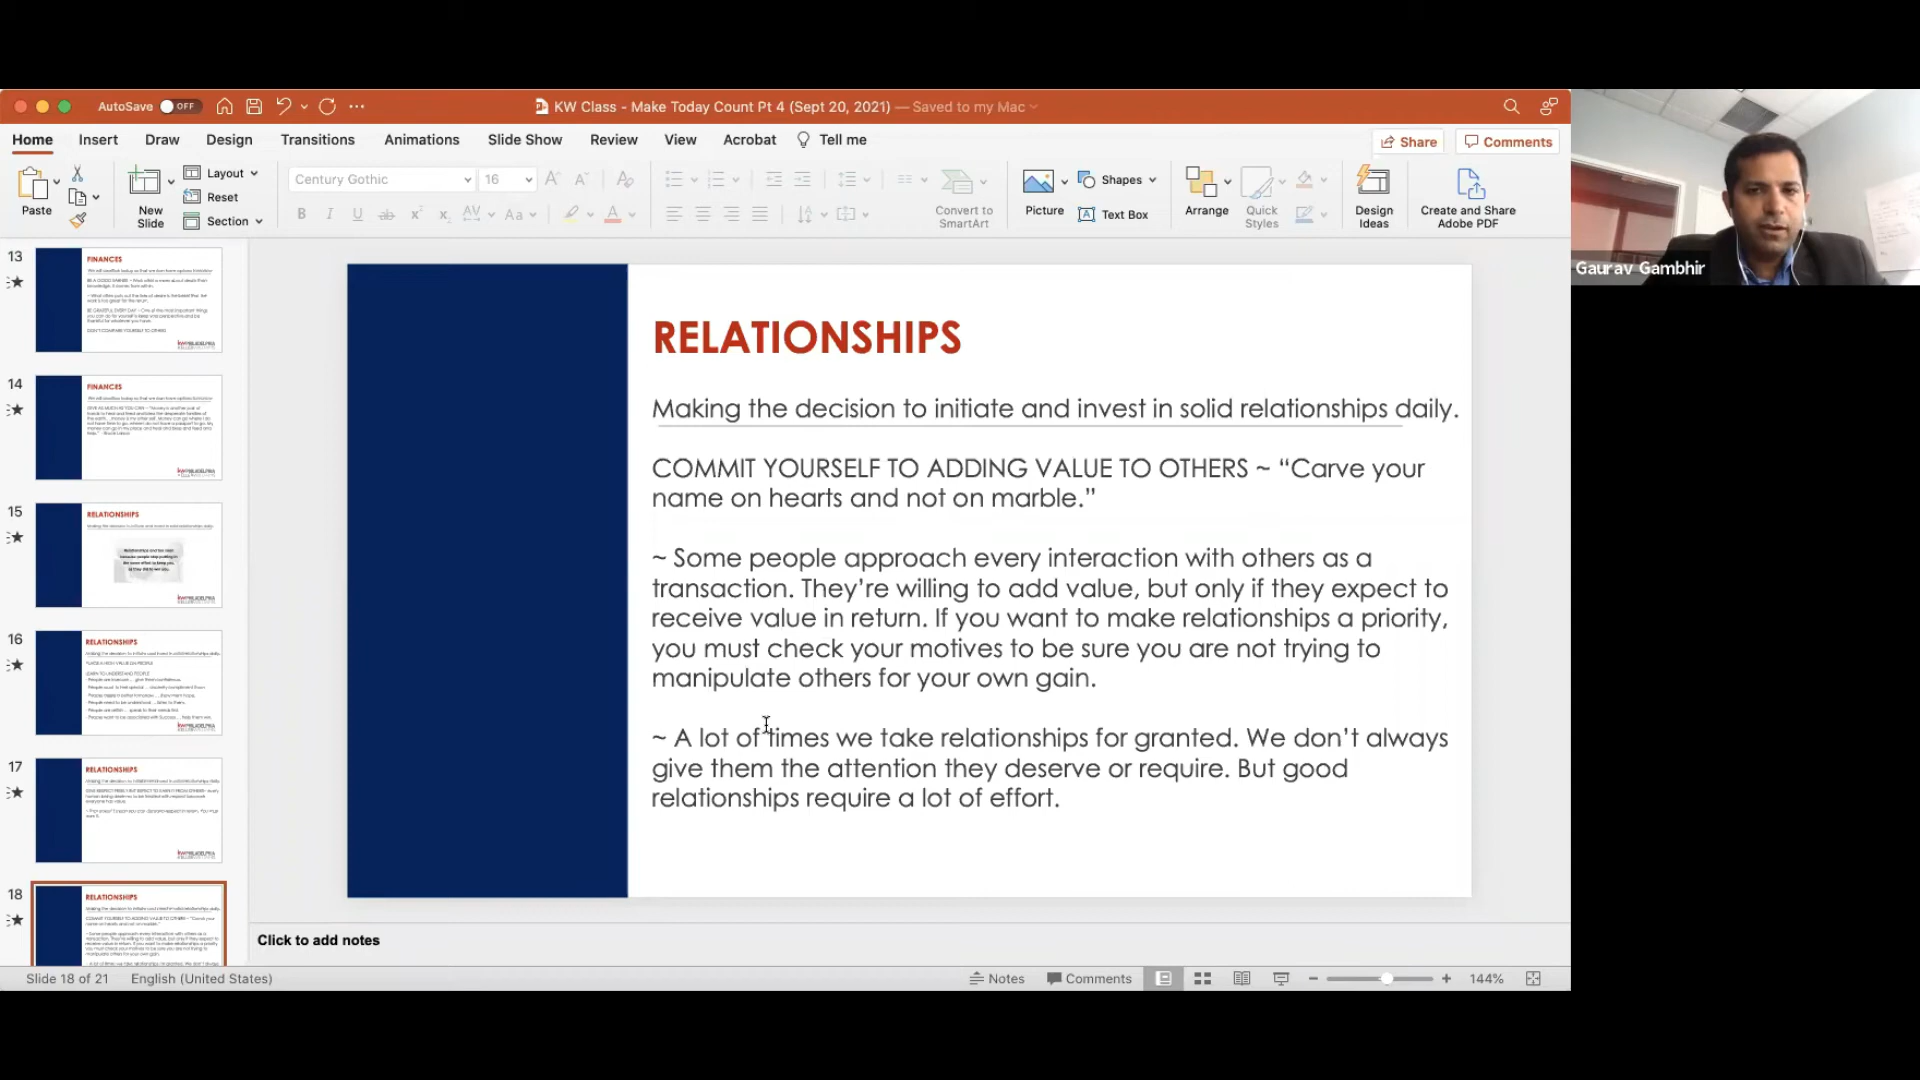 AutoSave OFF
KW Class - Make Today Count Pt 4 (Sept 20, 2021) — Saved to my Mac
Home Insert Draw Design Transitions Animations Slide Show Review View Acrobat Tell me
Share Comments
Paste
New Slide
Layout
Reset
Section
Century Gothic 16
Convert to SmartArt
Picture
Shapes
Text Box
Arrange
Quick Styles
Design Ideas
Create and Share Adobe PDF
Gaurav Gambhir
13
FINANCES
14
FINANCES
15
RELATIONSHIPS
16
RELATIONSHIPS
17
RELATIONSHIPS
18
RELATIONSHIPS
RELATIONSHIPS
Making the decision to initiate and invest in solid relationships daily.
COMMIT YOURSELF TO ADDING VALUE TO OTHERS ~ “Carve your
name on hearts and not on marble.”
~ Some people approach every interaction with others as a
transaction. They’re willing to add value, but only if they expect to
receive value in return. If you want to make relationships a priority,
you must check your motives to be sure you are not trying to
manipulate others for your own gain.
~ A lot of times we take relationships for granted. We don’t always
give them the attention they deserve or require. But good
relationships require a lot of effort.
Click to add notes
Slide 18 of 21 English (United States)
Notes Comments 144%